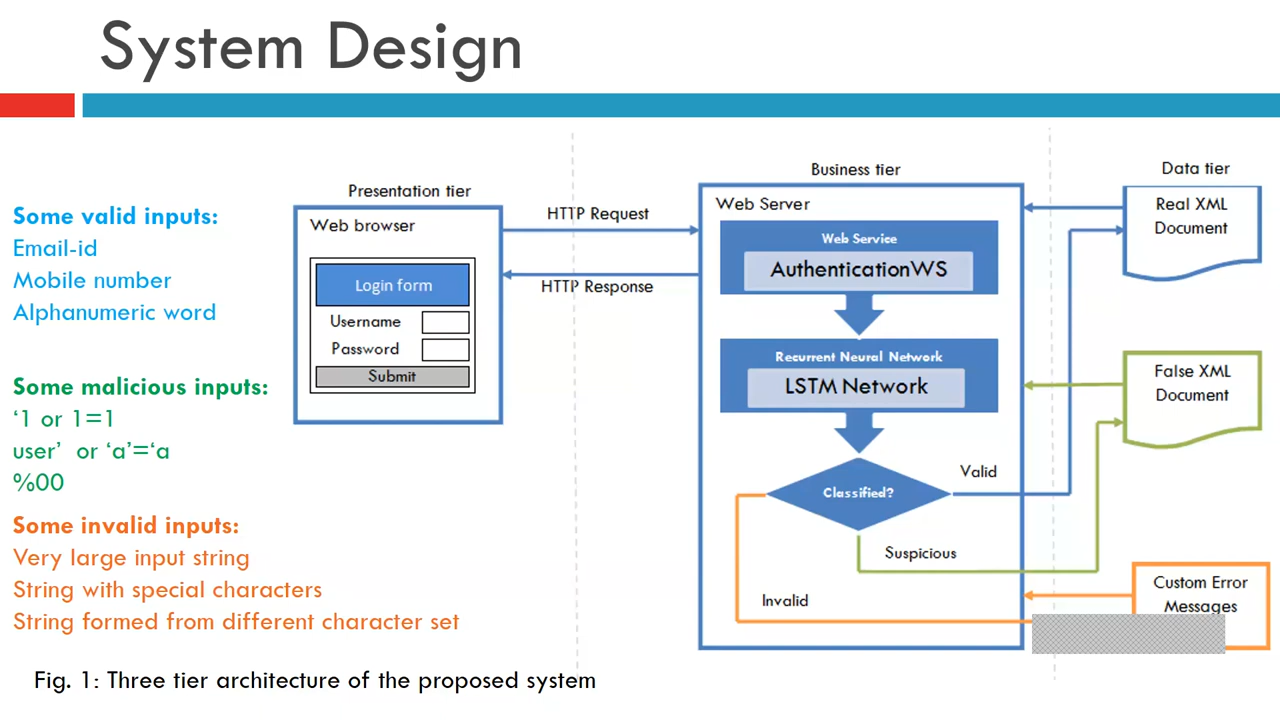 System Design
Some valid inputs:
Email-id
Mobile number
Alphanumeric word
Some malicious inputs:
‘1 or 1=1
user’ or ‘a’=‘a
%00
Some invalid inputs:
Very large input string
String with special characters
String formed from different character set
Presentation tier
Web browser
Login form
Username
Password
Submit
HTTP Request
HTTP Response
Business tier
Web Server
Web Service
AuthenticationWS
Recurrent Neural Network
LSTM Network
Classified?
Valid
Suspicious
Invalid
Data tier
Real XML
Document
False XML
Document
Custom Error
Messages
Fig. 1: Three tier architecture of the proposed system